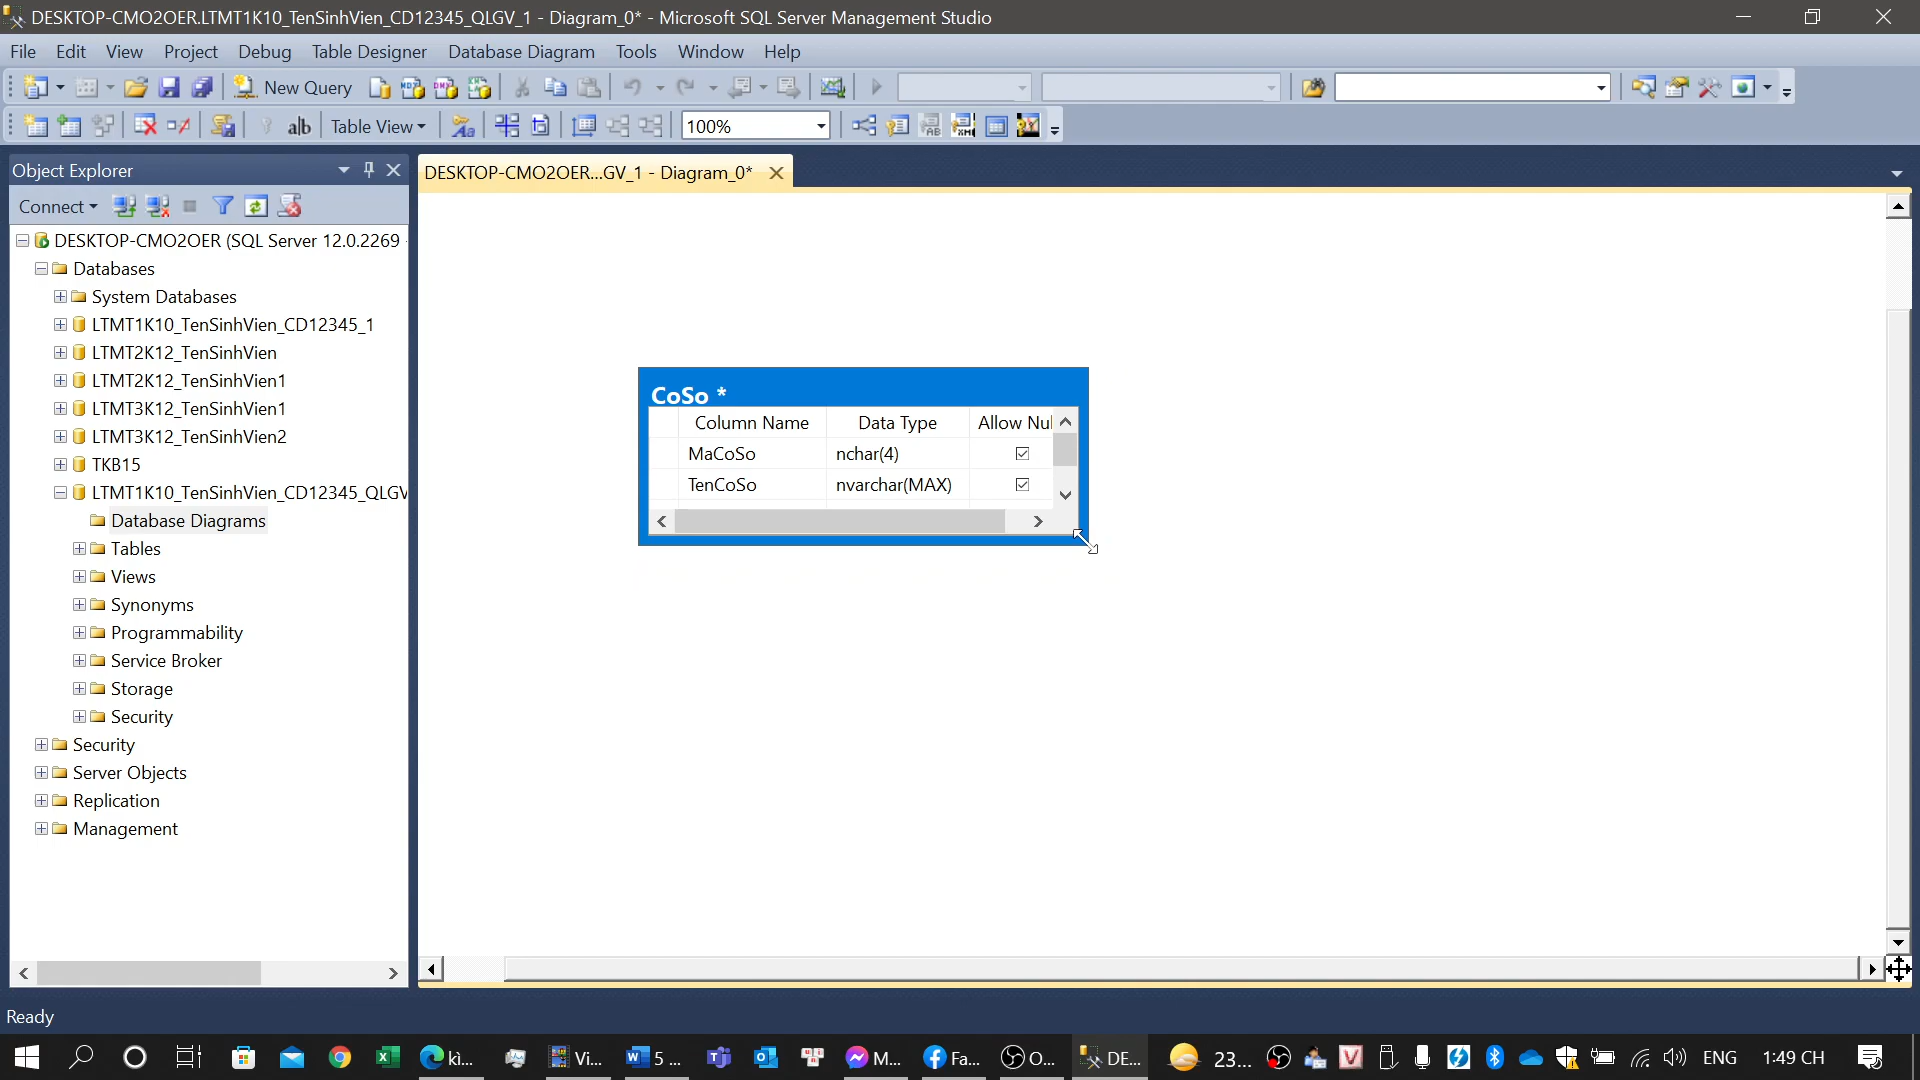 DESKTOP-CMO2OER.LTMT1K10_TenSinhVien_CD12345_QLGV_1 - Diagram_0* - Microsoft SQL Server Management Studio
File Edit View Project Debug Table Designer Database Diagram Tools Window Help
New Query
Table View 100%
Object Explorer
DESKTOP-CMO2OER...GV_1 - Diagram_0*
Connect
DESKTOP-CMO2OER (SQL Server 12.0.2269 -
Databases
System Databases
LTMT1K10_TenSinhVien_CD12345_1
LTMT2K12_TenSinhVien
LTMT2K12_TenSinhVien1
LTMT3K12_TenSinhVien1
LTMT3K12_TenSinhVien2
TKB15
LTMT1K10_TenSinhVien_CD12345_QLGV
Database Diagrams
Tables
Views
Synonyms
Programmability
Service Broker
Storage
Security
Security
Server Objects
Replication
Management
CoSo *
Column Name Data Type Allow Nul
MaCoSo nchar(4)
TenCoSo nvarchar(MAX)
Ready
kì... Vi... 5 ... M... Fa... O... DE... 23... ENG 1:49 CH